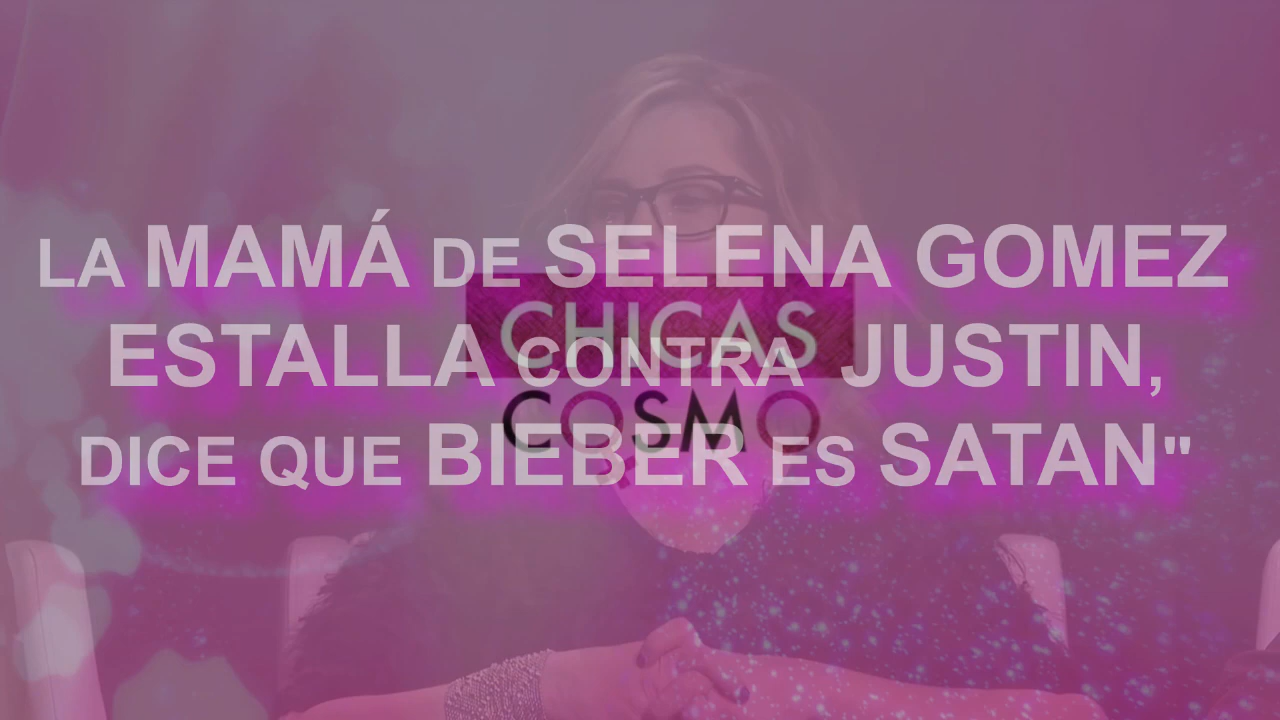 LA MAMÁ DE SELENA GOMEZ
CHICAS
ESTALLA CONTRA JUSTIN,
COSMO
DICE QUE BIEBER ES SATAN"